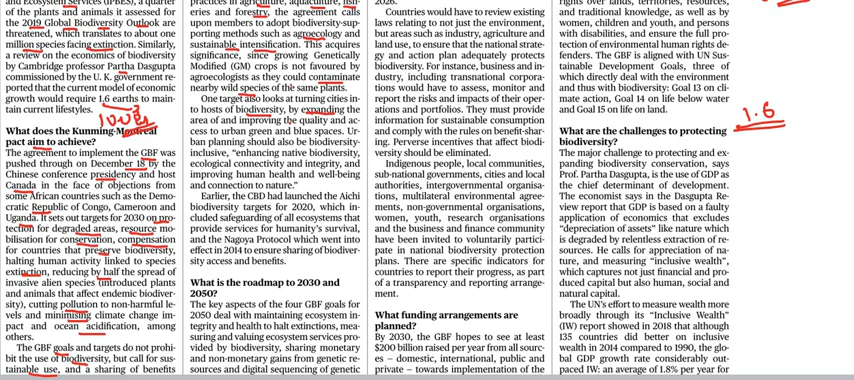 and Ecosystem Services (IPBES), a quarter
of the plants and animals it assessed for
the 2019 Global Biodiversity Outlook are
threatened, which translates to about one
million species facing extinction. Similarly,
a review on the economics of biodiversity
by Cambridge professor Partha Dasgupta
commissioned by the U. K. government re-
ported that the current model of economic
growth would require 1.6 earths to main-
tain current lifestyles.
What does the Kunming-Montreal
pact aim to achieve?
The agreement to implement the GBF was
pushed through on December 18 by the
Chinese conference presidency and host
Canada in the face of objections from
some African countries such as the Demo-
cratic Republic of Congo, Cameroon and
Uganda. It sets out targets for 2030 on pro-
tection for degraded areas, resource mo-
bilisation for conservation, compensation
for countries that preserve biodiversity,
halting human activity linked to species
extinction, reducing by half the spread of
invasive alien species (introduced plants
and animals that affect endemic biodiver-
sity), cutting pollution to non-harmful le-
vels and minimising climate change im-
pact and ocean acidification, among
others.
The GBF goals and targets do not prohi-
bit the use of biodiversity, but call for sus-
tainable use, and a sharing of benefits
practices in agriculture, aquaculture, fish-
eries and forestry, the agreement calls
upon members to adopt biodiversity-sup-
porting methods such as agroecology and
sustainable intensification. This acquires
significance, since growing Genetically
Modified (GM) crops is not favoured by
agroecologists as they could contaminate
nearby wild species of the same plants.
One target also looks at turning cities in-
to hosts of biodiversity, by expanding the
area of and improving the quality and ac-
cess to urban green and blue spaces. Ur-
ban planning should also be biodiversity-
inclusive, “enhancing native biodiversity,
ecological connectivity and integrity, and
improving human health and well-being
and connection to nature.”
Earlier, the CBD had launched the Aichi
biodiversity targets for 2020, which in-
cluded safeguarding of all ecosystems that
provide services for humanity’s survival,
and the Nagoya Protocol which went into
effect in 2014 to ensure sharing of biodiver-
sity access and benefits.
What is the roadmap to 2030 and
2050?
The key aspects of the four GBF goals for
2050 deal with maintaining ecosystem in-
tegrity and health to halt extinctions, mea-
suring and valuing ecosystem services pro-
vided by biodiversity, sharing monetary
and non-monetary gains from genetic re-
sources and digital sequencing of genetic
2026.
Countries would have to review existing
laws relating to not just the environment,
but areas such as industry, agriculture and
land use, to ensure that the national strate-
gy and action plan adequately protects
biodiversity. For instance, business and in-
dustry, including transnational corpora-
tions would have to assess, monitor and
report the risks and impacts of their oper-
ations and portfolios. They must provide
information for sustainable consumption
and comply with the rules on benefit-shar-
ing. Perverse incentives that affect biodi-
versity should be eliminated.
Indigenous people, local communities,
sub-national governments, cities and local
authorities, intergovernmental organisa-
tions, multilateral environmental agree-
ments, non-governmental organisations,
women, youth, research organisations
and the business and finance community
have been invited to voluntarily partici-
pate in national biodiversity protection
plans. There are specific indicators for
countries to report their progress, as part
of a transparency and reporting arrange-
ment.
What funding arrangements are
planned?
By 2030, the GBF hopes to see at least
$200 billion raised per year from all sourc-
es – domestic, international, public and
private – towards implementation of the
rights over lands, territories, resources,
and traditional knowledge, as well as by
women, children and youth, and persons
with disabilities, and ensure the full pro-
tection of environmental human rights de-
fenders. The GBF is aligned with UN Sus-
tainable Development Goals, three of
which directly deal with the environment
and thus with biodiversity: Goal 13 on cli-
mate action, Goal 14 on life below water
and Goal 15 on life on land.
What are the challenges to protecting
biodiversity?
The major challenge to protecting and ex-
panding biodiversity conservation, says
Prof. Partha Dasgupta, is the use of GDP as
the chief determinant of development.
The economist says in the Dasgupta Re-
view report that GDP is based on a faulty
application of economics that excludes
“depreciation of assets” like nature which
is degraded by relentless extraction of re-
sources. He calls for appreciation of na-
ture, and measuring “inclusive wealth”,
which captures not just financial and pro-
duced capital but also human, social and
natural capital.
The UN’s effort to measure wealth more
broadly through its “Inclusive Wealth”
(IW) report showed in 2018 that although
135 countries did better on inclusive
wealth in 2014 compared to 1990, the glo-
bal GDP growth rate considerably out-
paced IW: an average of 1.8% per year for
1.6